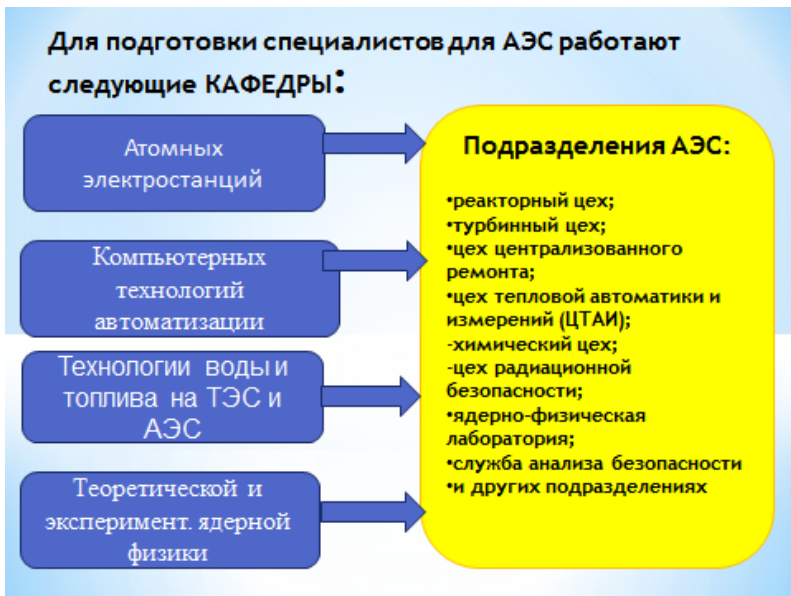 Для подготовки специалистов для АЭС работают
следующие КАФЕДРЫ:
Атомных
электростанций
Компьютерных
технологий
автоматизации
Технологии воды и
топлива на ТЭС и
АЭС
Теоретической и
эксперимент. ядерной
физики
Подразделения АЭС:
•реакторный цех;
•турбинный цех;
•цех централизованного
ремонта;
•цех тепловой автоматики и
измерений (ЦТАИ);
-химический цех;
-цех радиационной
безопасности;
•ядерно-физическая
лаборатория;
•служба анализа безопасности
•и других подразделениях